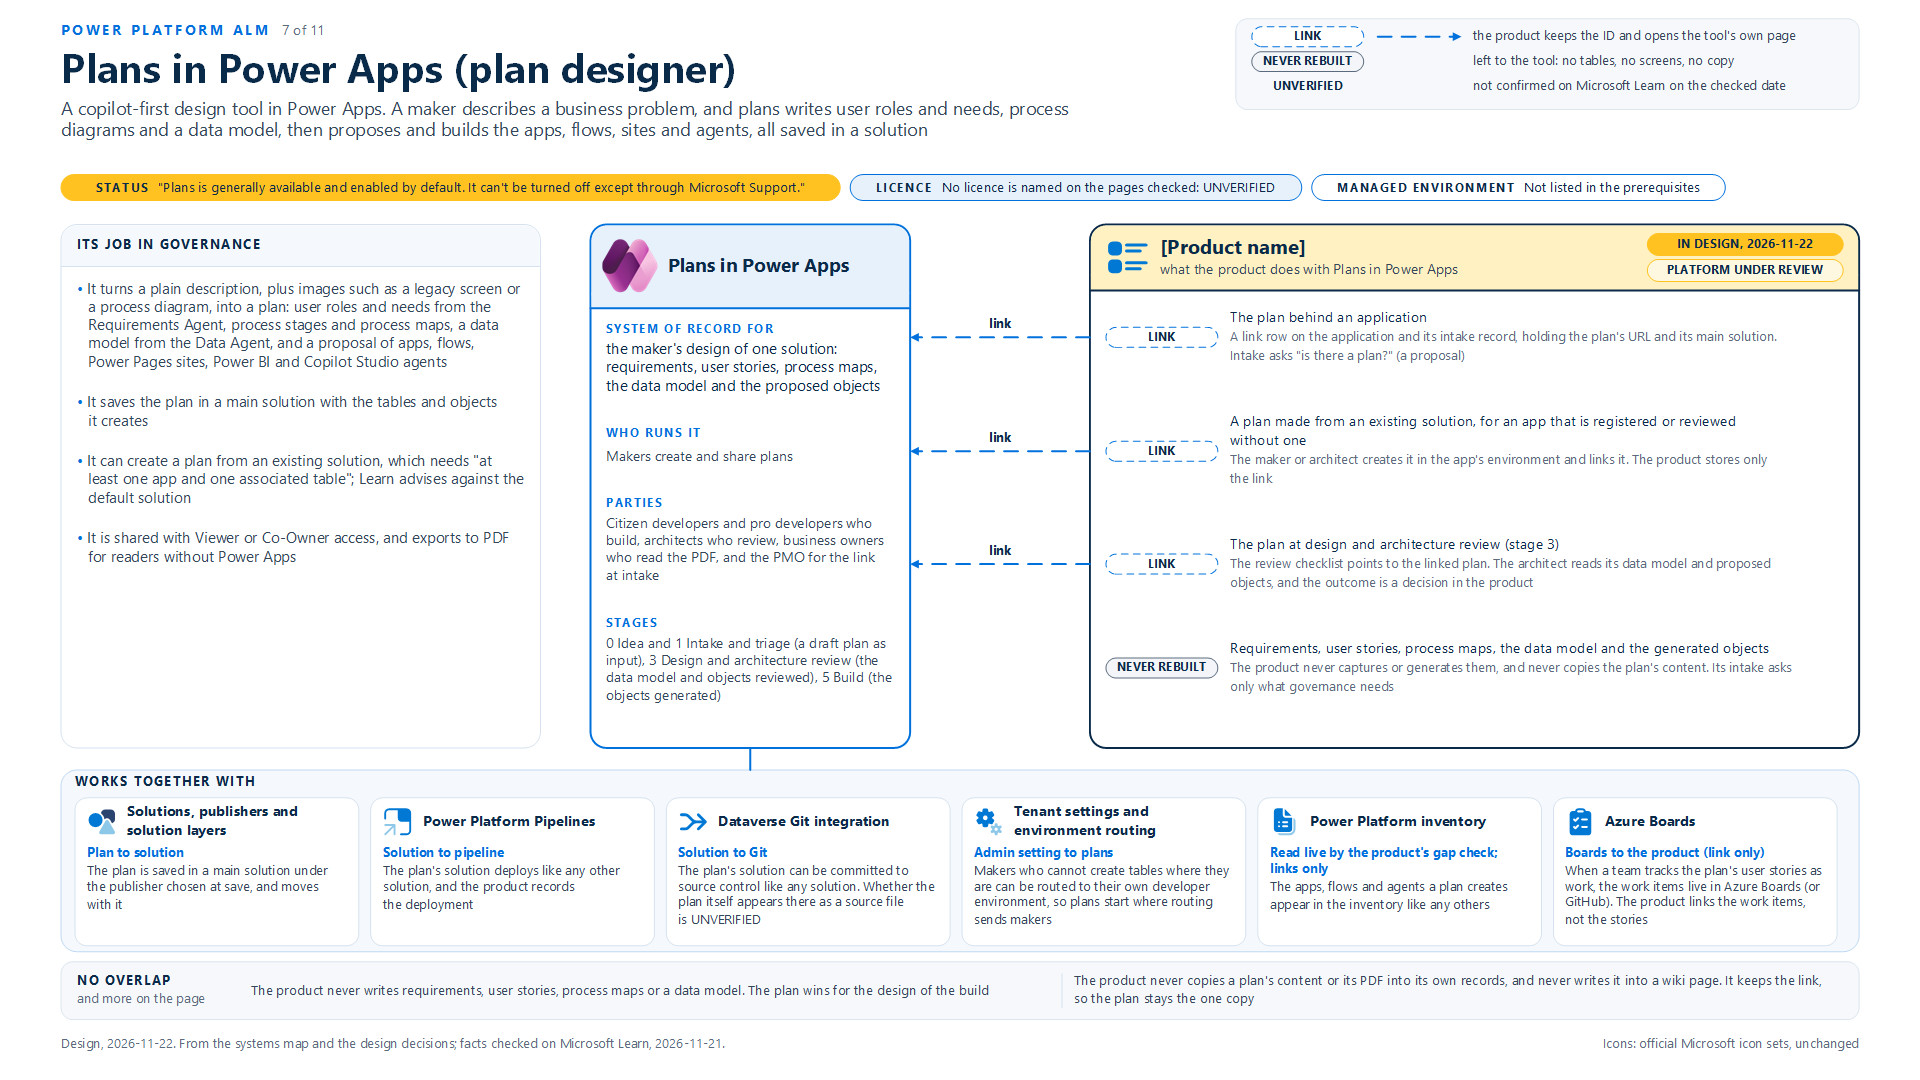 POWER PLATFORM ALM 7 of 11
Plans in Power Apps (plan designer)
A copilot-first design tool in Power Apps. A maker describes a business problem, and plans writes user roles and needs, process
diagrams and a data model, then proposes and builds the apps, flows, sites and agents, all saved in a solution
LINK the product keeps the ID and opens the tool's own page
NEVER REBUILT left to the tool: no tables, no screens, no copy
UNVERIFIED not confirmed on Microsoft Learn on the checked date
STATUS "Plans is generally available and enabled by default. It can't be turned off except through Microsoft Support."
LICENCE No licence is named on the pages checked: UNVERIFIED
MANAGED ENVIRONMENT Not listed in the prerequisites
ITS JOB IN GOVERNANCE
• It turns a plain description, plus images such as a legacy screen or
a process diagram, into a plan: user roles and needs from the
Requirements Agent, process stages and process maps, a data
model from the Data Agent, and a proposal of apps, flows,
Power Pages sites, Power BI and Copilot Studio agents
• It saves the plan in a main solution with the tables and objects
it creates
• It can create a plan from an existing solution, which needs "at
least one app and one associated table"; Learn advises against the
default solution
• It is shared with Viewer or Co-Owner access, and exports to PDF
for readers without Power Apps
Plans in Power Apps
SYSTEM OF RECORD FOR
the maker's design of one solution:
requirements, user stories, process maps,
the data model and the proposed objects
WHO RUNS IT
Makers create and share plans
PARTIES
Citizen developers and pro developers who
build, architects who review, business owners
who read the PDF, and the PMO for the link
at intake
STAGES
0 Idea and 1 Intake and triage (a draft plan as
input), 3 Design and architecture review (the
data model and objects reviewed), 5 Build (the
objects generated)
link
link
link
[Product name]
what the product does with Plans in Power Apps
IN DESIGN, 2026-11-22
PLATFORM UNDER REVIEW
LINK
The plan behind an application
A link row on the application and its intake record, holding the plan's URL and its main solution.
Intake asks "is there a plan?" (a proposal)
LINK
A plan made from an existing solution, for an app that is registered or reviewed
without one
The maker or architect creates it in the app's environment and links it. The product stores only
the link
LINK
The plan at design and architecture review (stage 3)
The review checklist points to the linked plan. The architect reads its data model and proposed
objects, and the outcome is a decision in the product
NEVER REBUILT
Requirements, user stories, process maps, the data model and the generated objects
The product never captures or generates them, and never copies the plan's content. Its intake asks
only what governance needs
WORKS TOGETHER WITH
Solutions, publishers and
solution layers
Plan to solution
The plan is saved in a main solution under
the publisher chosen at save, and moves
with it
Power Platform Pipelines
Solution to pipeline
The plan's solution deploys like any other
solution, and the product records
the deployment
Dataverse Git integration
Solution to Git
The plan's solution can be committed to
source control like any solution. Whether the
plan itself appears there as a source file
is UNVERIFIED
Tenant settings and
environment routing
Admin setting to plans
Makers who cannot create tables where they
are can be routed to their own developer
environment, so plans start where routing
sends makers
Power Platform inventory
Read live by the product's gap check;
links only
The apps, flows and agents a plan creates
appear in the inventory like any others
Azure Boards
Boards to the product (link only)
When a team tracks the plan's user stories as
work, the work items live in Azure Boards (or
GitHub). The product links the work items,
not the stories
NO OVERLAP
and more on the page
The product never writes requirements, user stories, process maps or a data model. The plan wins for the design of the build
The product never copies a plan's content or its PDF into its own records, and never writes it into a wiki page. It keeps the link,
so the plan stays the one copy
Design, 2026-11-22. From the systems map and the design decisions; facts checked on Microsoft Learn, 2026-11-21.
Icons: official Microsoft icon sets, unchanged